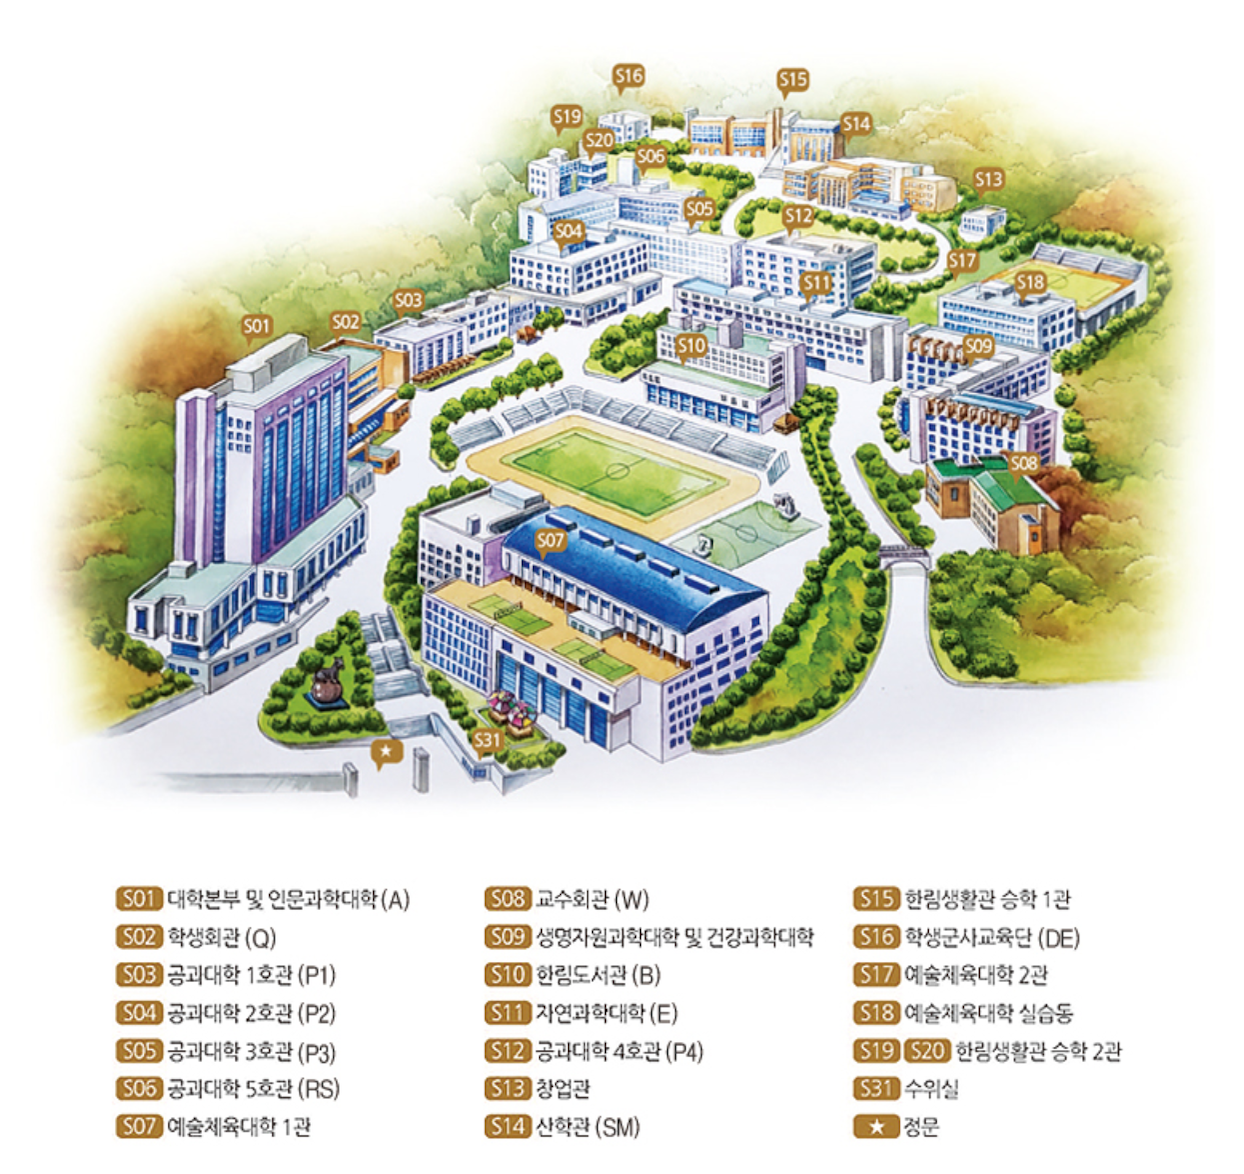 S16
S15
S19
S14
S20
S06
S13
S05
S12
S04
S17
S11
S18
S03
S01
S02
S10
S09
S08
S07
S31
★
S01 대학본부 및 인문과학대학 (A)
S02 학생회관 (Q)
S03 공과대학 1호관 (P1)
S04 공과대학 2호관 (P2)
S05 공과대학 3호관 (P3)
S06 공과대학 5호관 (RS)
S07 예술체육대학 1관
S08 교수회관 (W)
S09 생명자원과학대학 및 건강과학대학
S10 한림도서관 (B)
S11 자연과학대학 (E)
S12 공과대학 4호관 (P4)
S13 창업관
S14 산학관 (SM)
S15 한림생활관 승학 1관
S16 학생군사교육단 (DE)
S17 예술체육대학 2관
S18 예술체육대학 실습동
S19 S20 한림생활관 승학 2관
S31 수위실
★ 정문